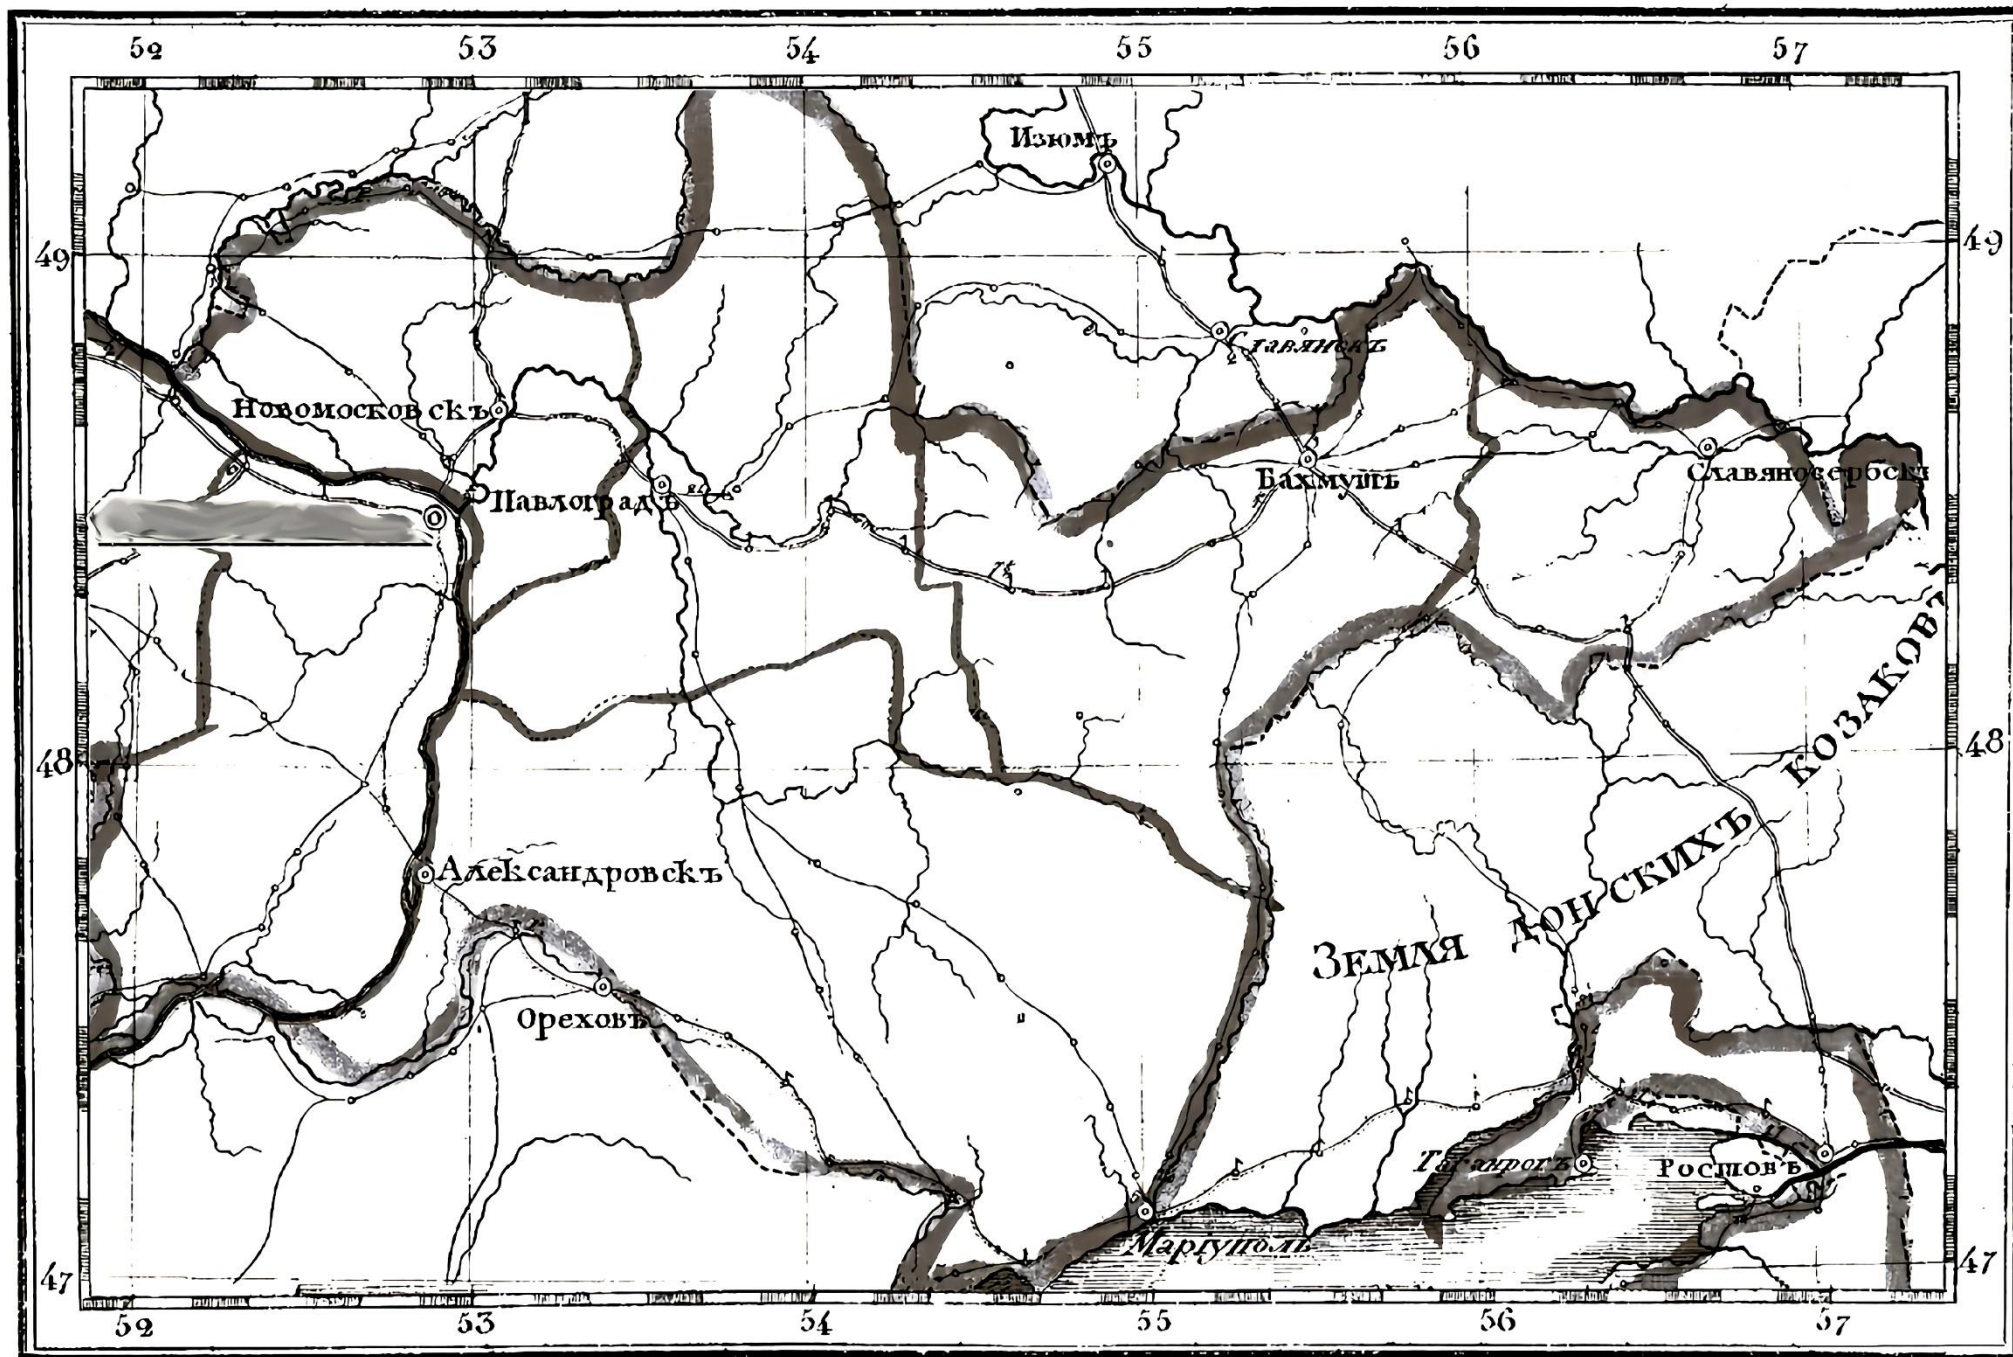 52 53 54 55 56 57
Изюмъ
49 49
Славянскъ
Новомосковскъ
Павлоградъ
Бахмутъ
Славяносербскъ
48 48
Александровскъ
Земля Донскихъ Козаковъ
Ореховъ
Таганрогъ
Ростовъ
Маріуполь
47 47
52 53 54 55 56 57